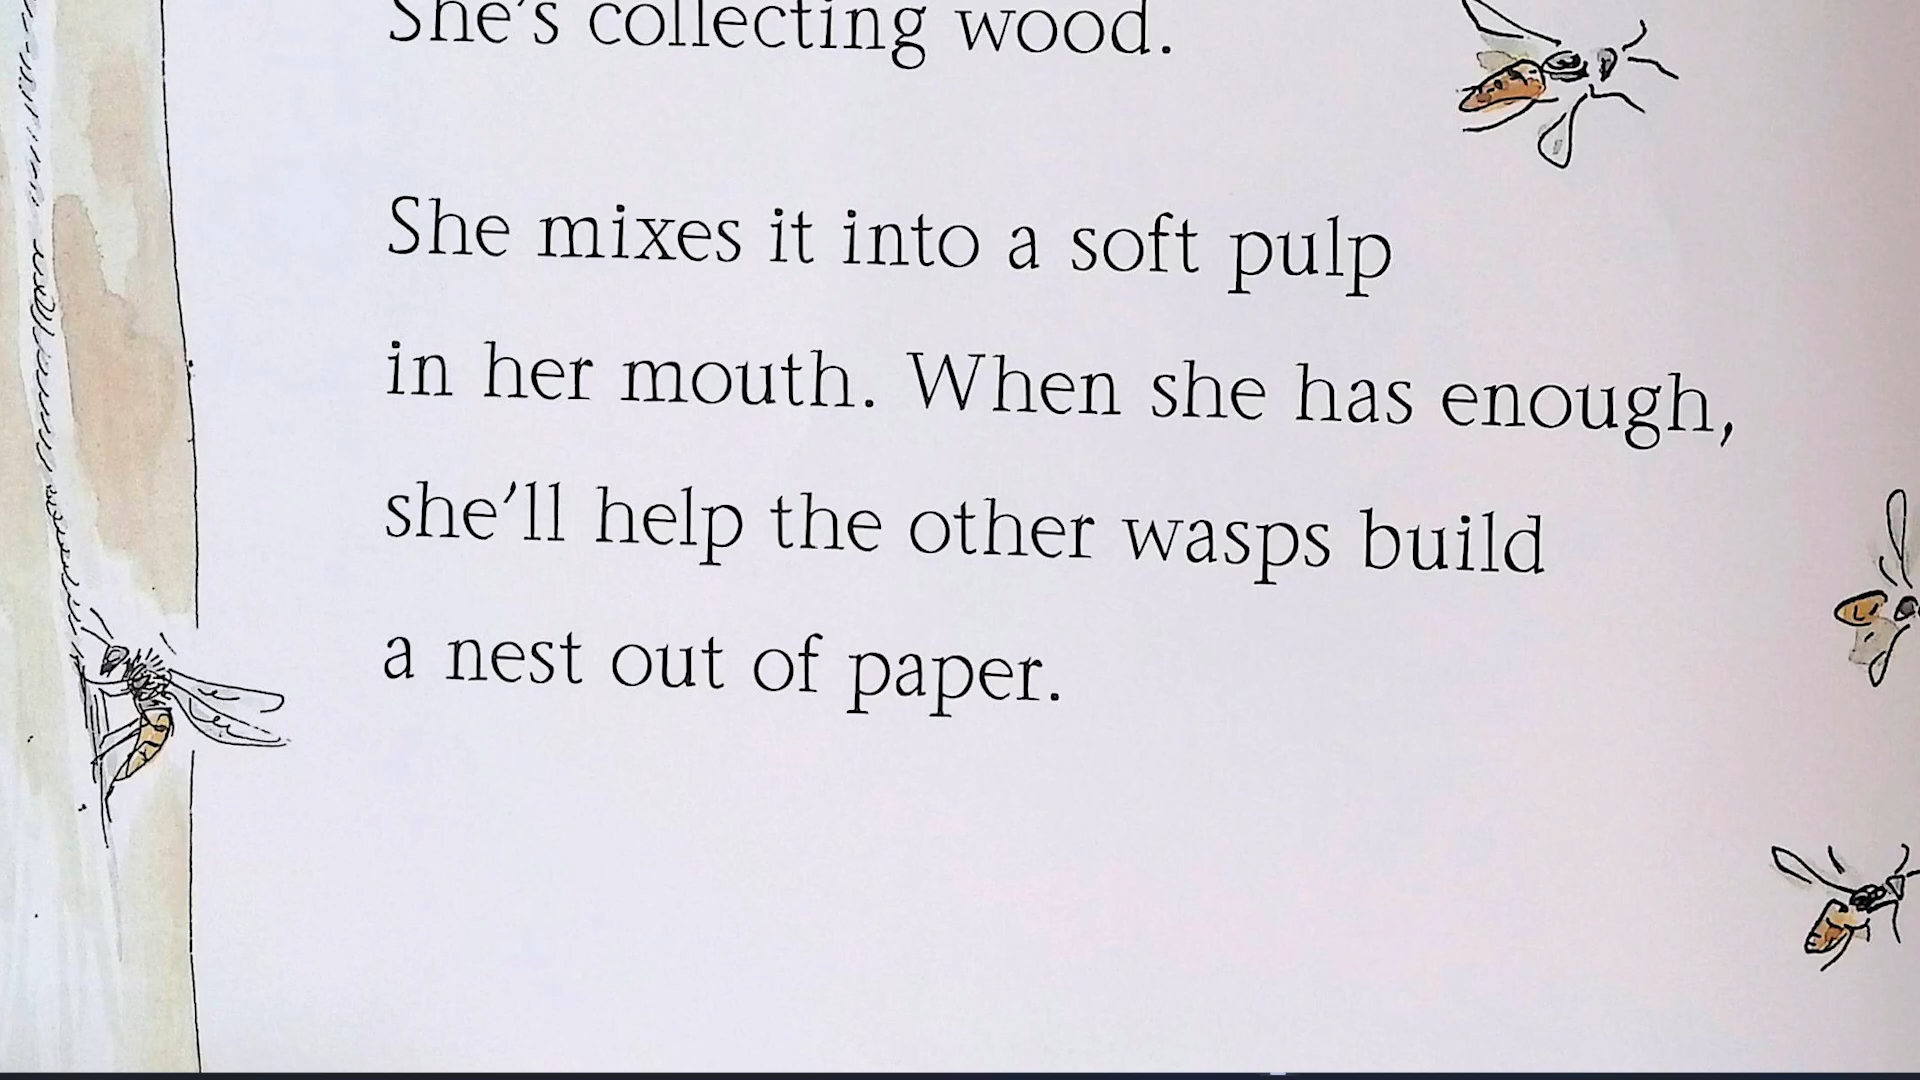 She's collecting wood.
She mixes it into a soft pulp
in her mouth. When she has enough,
she'll help the other wasps build
a nest out of paper.